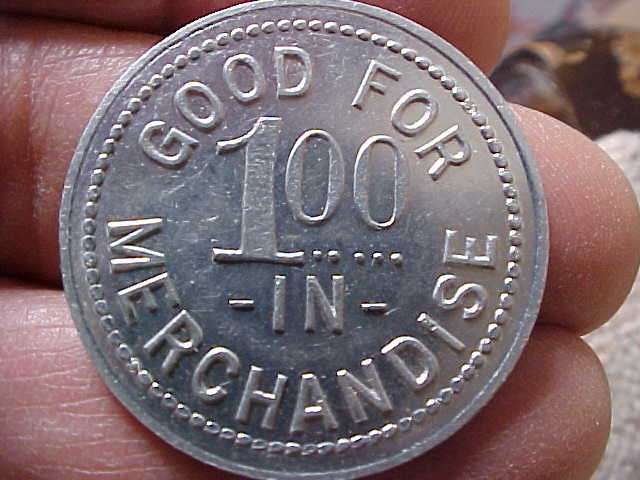 GOOD FOR
1.00
-IN-
MERCHANDISE